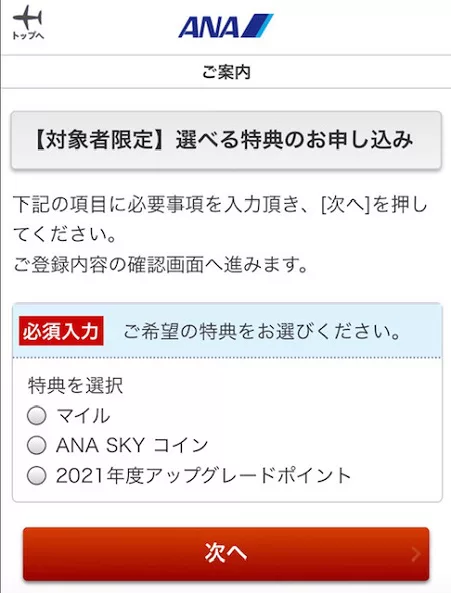 トップへ
ANA
ご案内
【対象者限定】選べる特典のお申し込み
下記の項目に必要事項を入力頂き、[次へ]を押し
てください。
ご登録内容の確認画面へ進みます。
必須入力 ご希望の特典をお選びください。
特典を選択
マイル
ANA SKY コイン
2021年度アップグレードポイント
次へ